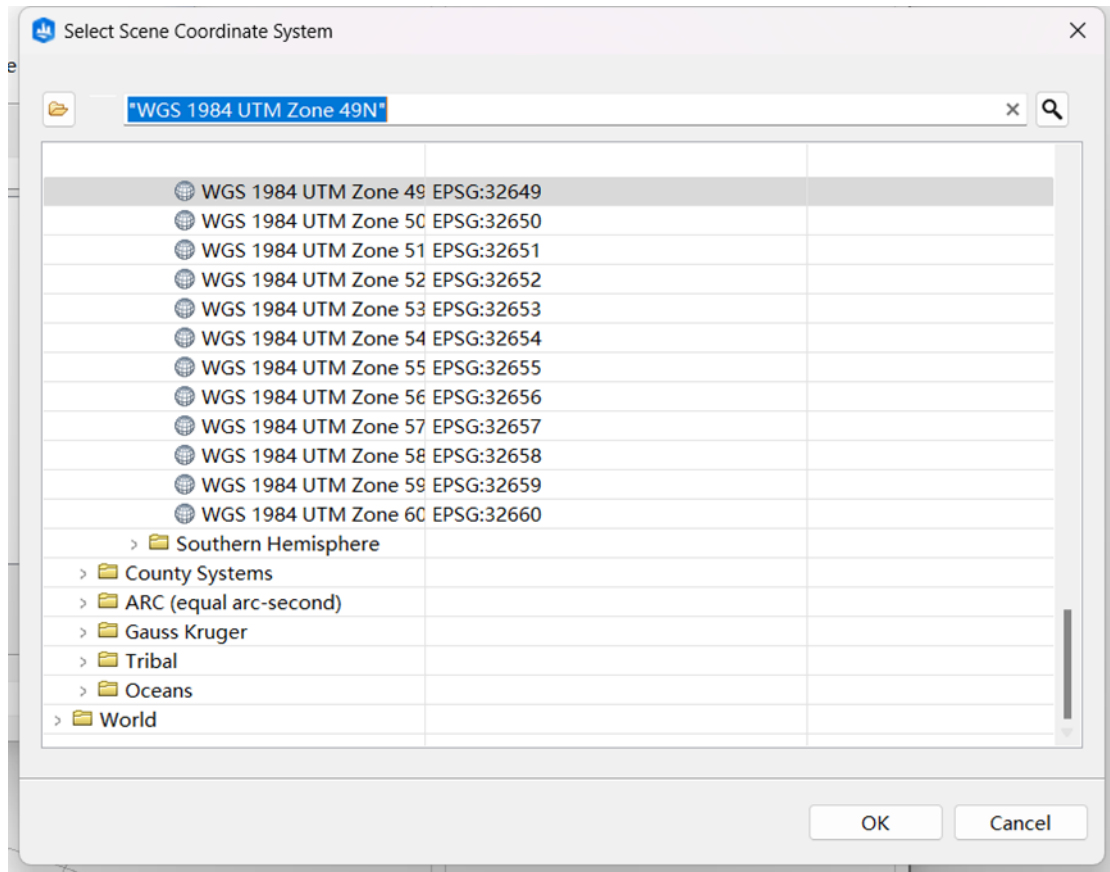 Select Scene Coordinate System
e
"WGS 1984 UTM Zone 49N"
WGS 1984 UTM Zone 49 EPSG:32649
WGS 1984 UTM Zone 50 EPSG:32650
WGS 1984 UTM Zone 51 EPSG:32651
WGS 1984 UTM Zone 52 EPSG:32652
WGS 1984 UTM Zone 53 EPSG:32653
WGS 1984 UTM Zone 54 EPSG:32654
WGS 1984 UTM Zone 55 EPSG:32655
WGS 1984 UTM Zone 56 EPSG:32656
WGS 1984 UTM Zone 57 EPSG:32657
WGS 1984 UTM Zone 58 EPSG:32658
WGS 1984 UTM Zone 59 EPSG:32659
WGS 1984 UTM Zone 60 EPSG:32660
Southern Hemisphere
County Systems
ARC (equal arc-second)
Gauss Kruger
Tribal
Oceans
World
OK Cancel